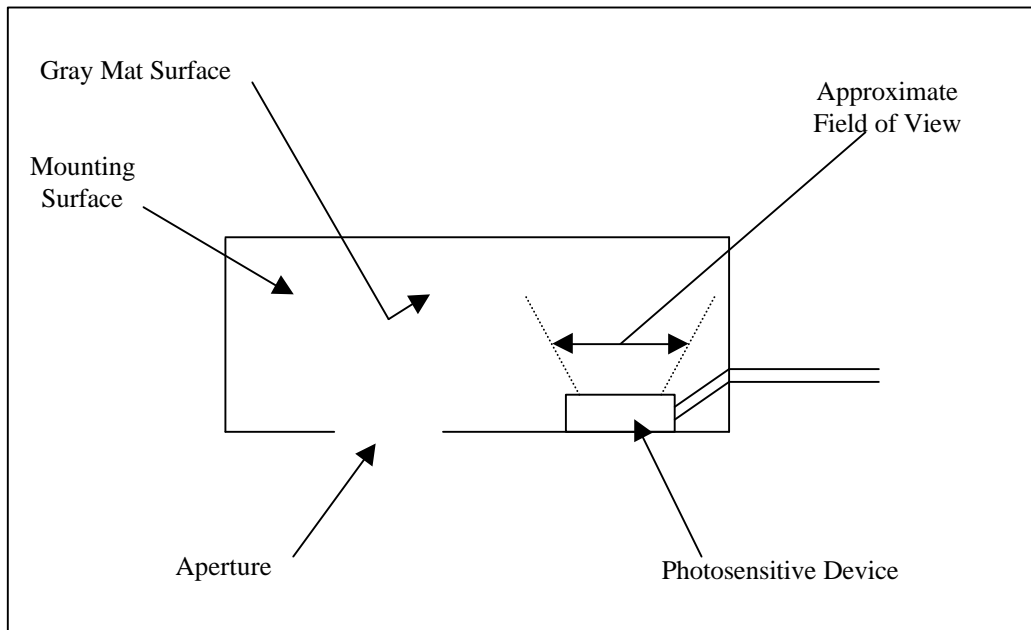 Gray Mat Surface
Approximate
Field of View
Mounting
Surface
Aperture
Photosensitive Device